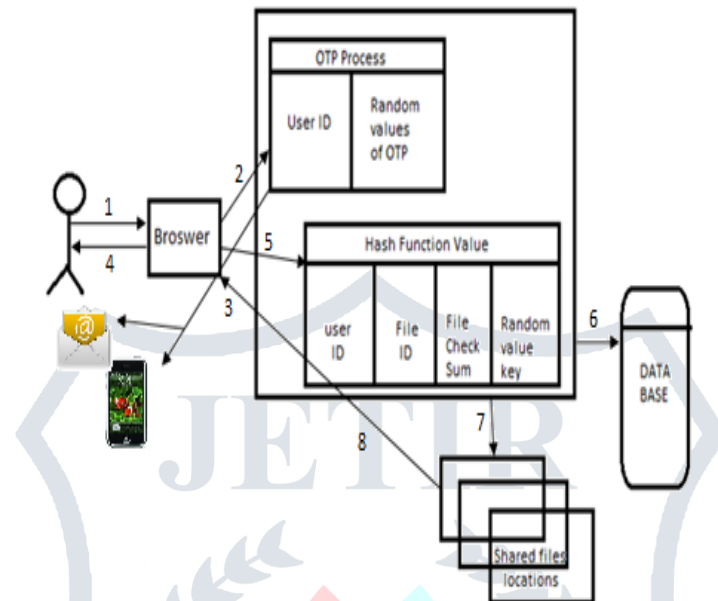 OTP Process
User ID
Random
values
of OTP
2
1
Broswer
4
5
Hash Function Value
3
@
user
ID
File
ID
File
Check
Sum
Random
value
key
6
DATA
BASE
7
8
JETIR
Shared files
locations